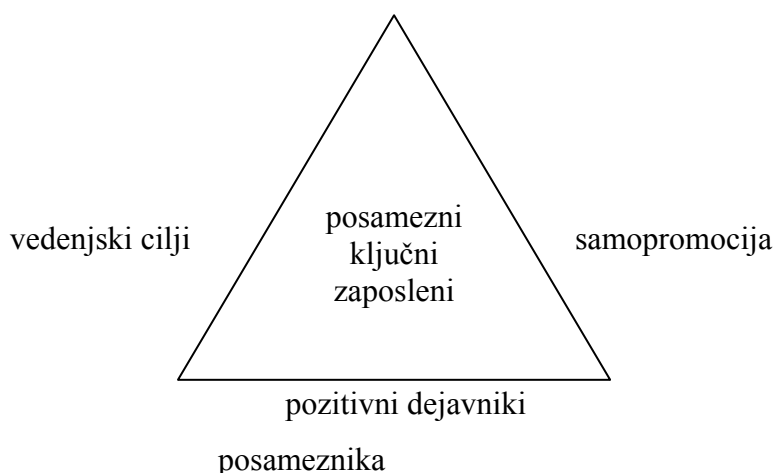 vedenjski cilji
posamezni
ključni
zaposleni
samopromocija
pozitivni dejavniki
posameznika